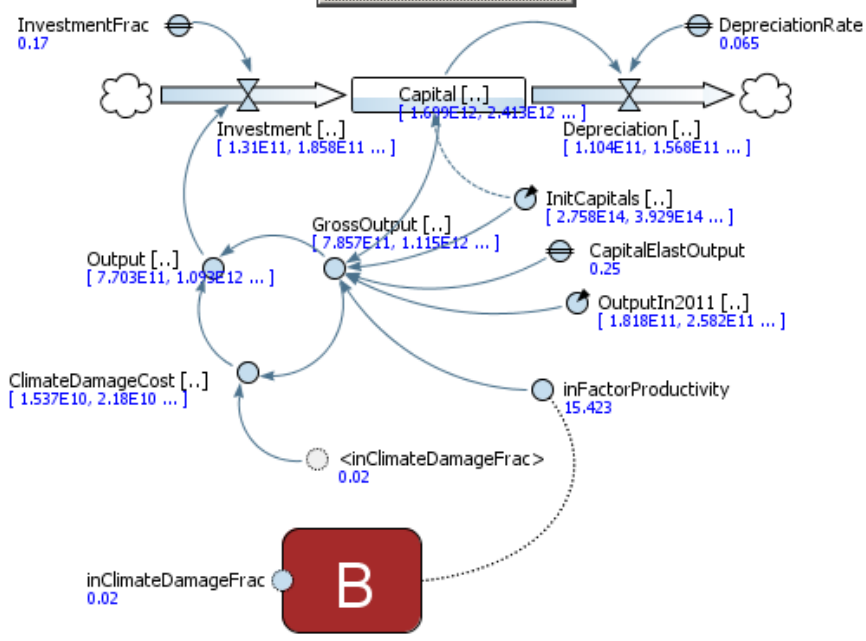 InvestmentFrac
0.17
DepreciationRate
0.065
Capital [..]
[ 1.699E12, 2.413E12 ... ]
Investment [..]
[ 1.31E11, 1.858E11 ... ]
Depreciation [..]
[ 1.104E11, 1.568E11 ... ]
InitCapitals [..]
[ 2.758E14, 3.929E14 ... ]
GrossOutput [..]
[ 7.857E11, 1.115E12 ... ]
CapitalElastOutput
0.25
Output [..]
[ 7.703E11, 1.093E12 ... ]
OutputIn2011 [..]
[ 1.818E11, 2.582E11 ... ]
ClimateDamageCost [..]
[ 1.537E10, 2.18E10 ... ]
inFactorProductivity
15.423
<inClimateDamageFrac>
0.02
inClimateDamageFrac
0.02
B